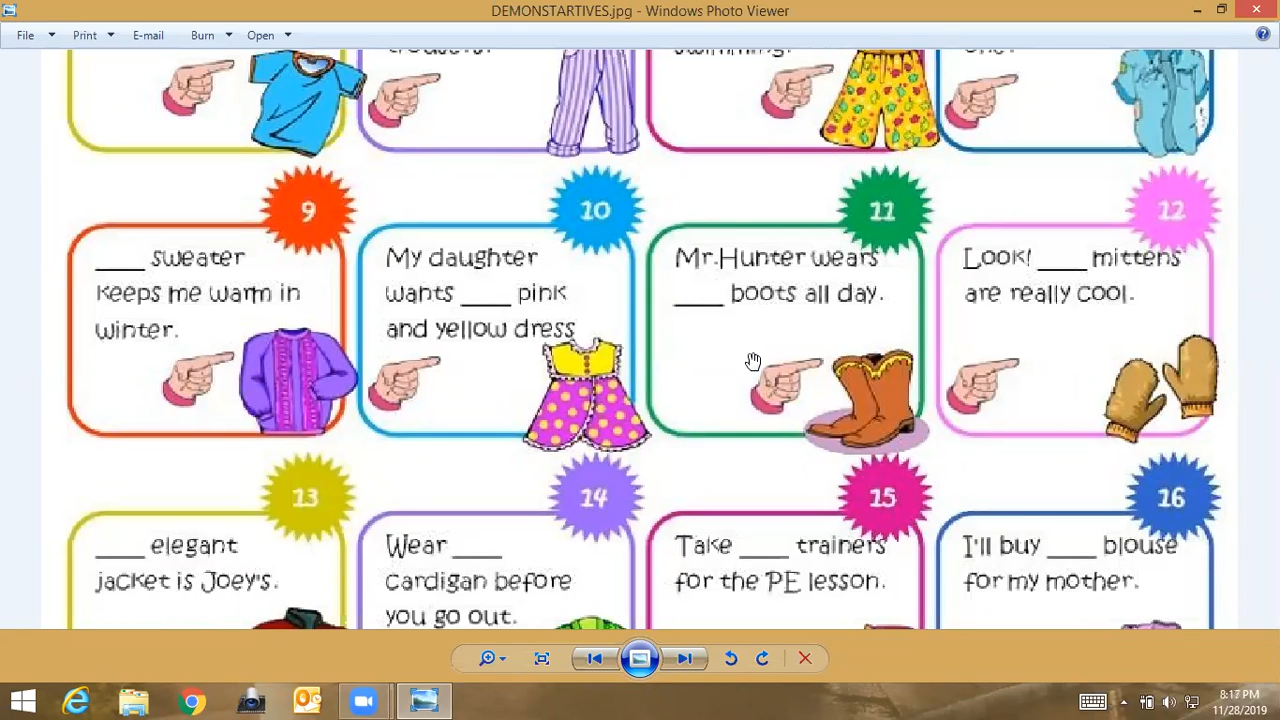 DEMONSTARTIVES.jpg - Windows Photo Viewer
File Print E-mail Burn Open
9 10 11 12
____ sweater
keeps me warm in
winter.
My daughter
wants ____ pink
and yellow dress
Mr.Hunter wears
____ boots all day.
Look! ____ mittens
are really cool.
13 14 15 16
____ elegant
jacket is Joey's.
Wear ____
cardigan before
you go out.
Take ____ trainers
for the PE lesson.
I'll buy ____ blouse
for my mother.
8:17 PM
11/28/2019